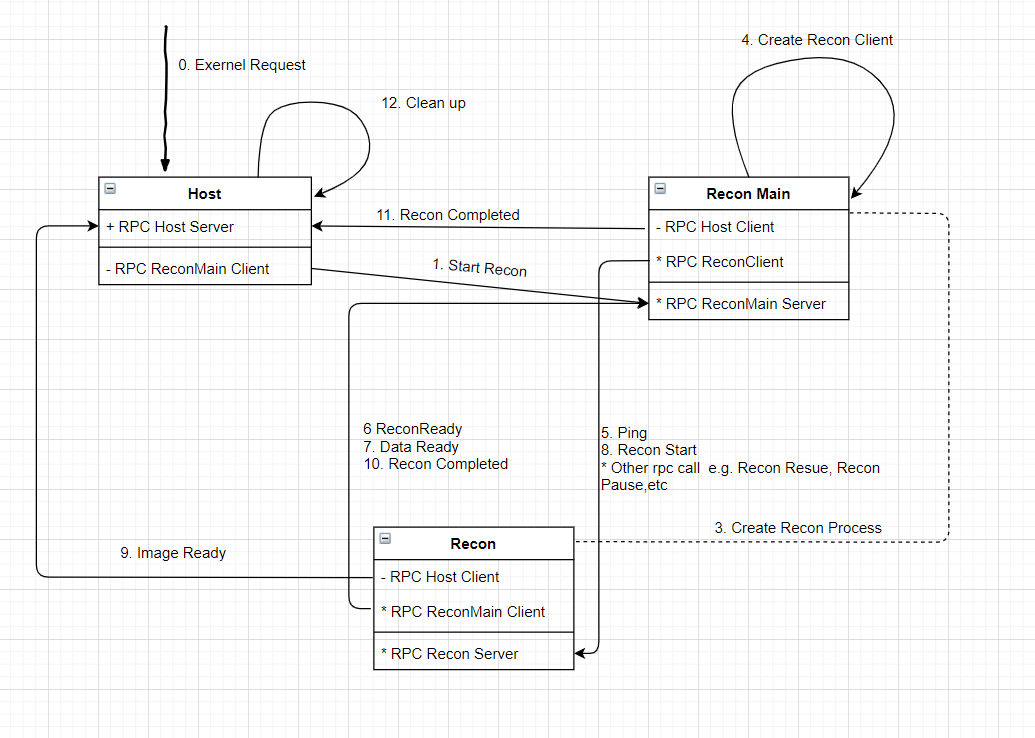 4. Create Recon Client
0. Exernel Request
12. Clean up
Host
+ RPC Host Server
- RPC ReconMain Client
Recon Main
- RPC Host Client
* RPC ReconClient
* RPC ReconMain Server
11. Recon Completed
1. Start Recon
6 ReconReady
7. Data Ready
10. Recon Completed
5. Ping
8. Recon Start
* Other rpc call  e.g. Recon Resue, Recon
Pause,etc
3. Create Recon Process
9. Image Ready
Recon
- RPC Host Client
* RPC ReconMain Client
* RPC Recon Server